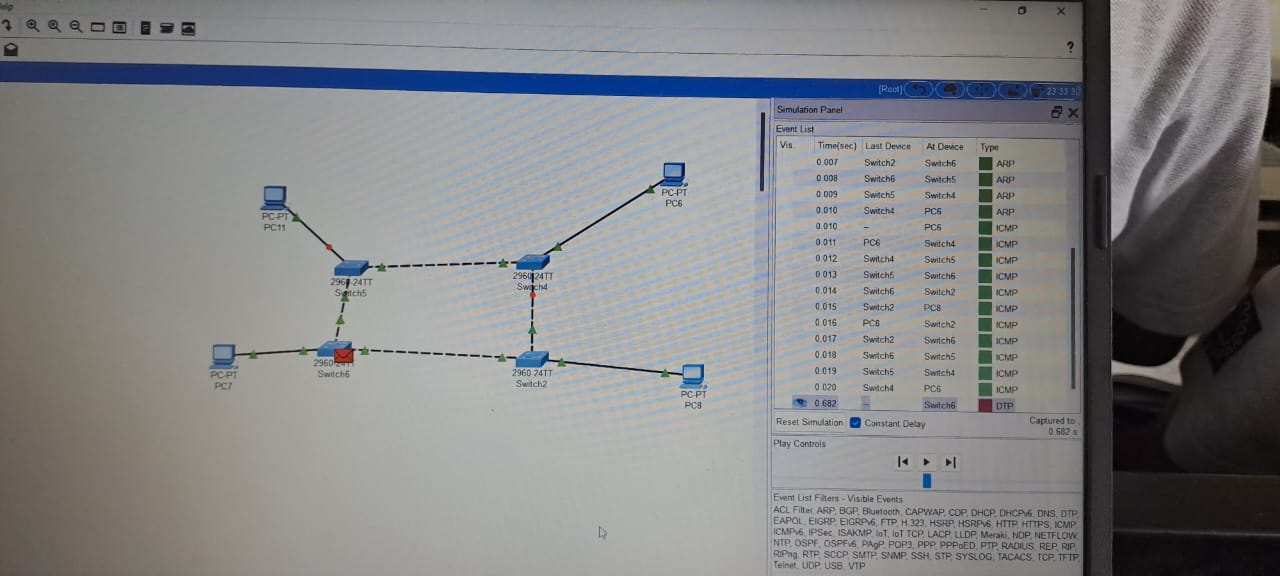 elp
?
[Root]
23:33:30
Simulation Panel
Event List
Vis. Time(sec) Last Device At Device Type
0.007 Switch2 Switch6 ARP
0.008 Switch6 Switch5 ARP
0.009 Switch5 Switch4 ARP
0.010 Switch4 PC6 ARP
0.010 -- PC6 ICMP
0.011 PC6 Switch4 ICMP
0.012 Switch4 Switch5 ICMP
0.013 Switch5 Switch6 ICMP
0.014 Switch6 Switch2 ICMP
0.015 Switch2 PC8 ICMP
0.016 PC8 Switch2 ICMP
0.017 Switch2 Switch6 ICMP
0.018 Switch6 Switch5 ICMP
0.019 Switch5 Switch4 ICMP
0.020 Switch4 PC6 ICMP
0.682 -- Switch6 DTP
Reset Simulation Constant Delay Captured to:
0.682 s
Play Controls
Event List Filters - Visible Events
ACL Filter, ARP, BGP, Bluetooth, CAPWAP, CDP, DHCP, DHCPv6, DNS, DTP,
EAPOL, EIGRP, EIGRPv6, FTP, H.323, HSRP, HSRPv6, HTTP, HTTPS, ICMP,
ICMPv6, IPSec, ISAKMP, IoT, IoT TCP, LACP, LLDP, Meraki, NDP, NETFLOW,
NTP, OSPF, OSPFv6, PAgP, POP3, PPP, PPPoED, PTP, RADIUS, REP, RIP,
RIPng, RTP, SCCP, SMTP, SNMP, SSH, STP, SYSLOG, TACACS, TCP, TFTP,
Telnet, UDP, USB, VTP
PC-PT
PC11
PC-PT
PC6
2960-24TT
Switch5
2960-24TT
Switch4
PC-PT
PC7
2960-24TT
Switch6
2960-24TT
Switch2
PC-PT
PC8